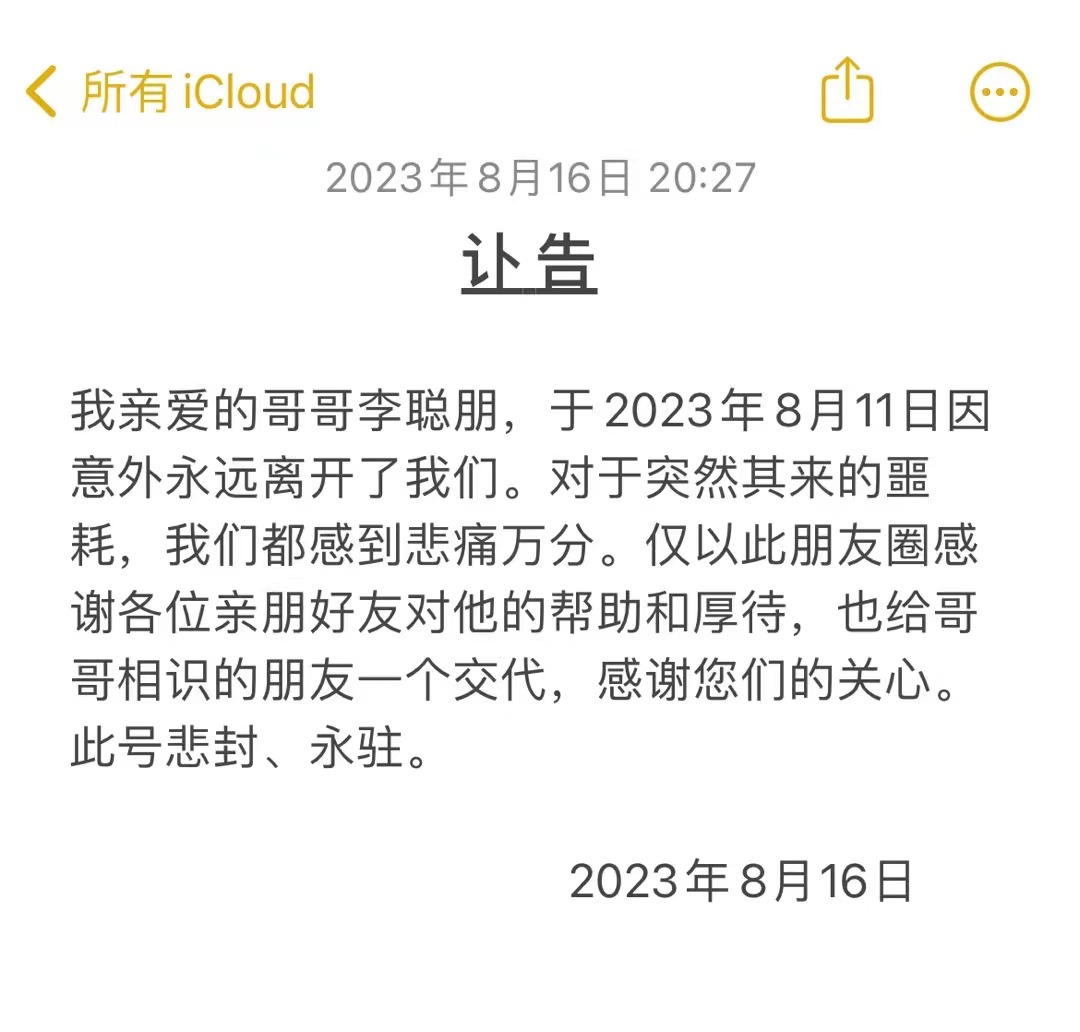 所有 iCloud
2023年8月16日 20:27
讣告
我亲爱的哥哥李聪朋，于2023年8月11日因
意外永远离开了我们。对于突然其来的噩
耗，我们都感到悲痛万分。仅以此朋友圈感
谢各位亲朋好友对他的帮助和厚待，也给哥
哥相识的朋友一个交代，感谢您们的关心。
此号悲封、永驻。
2023年8月16日